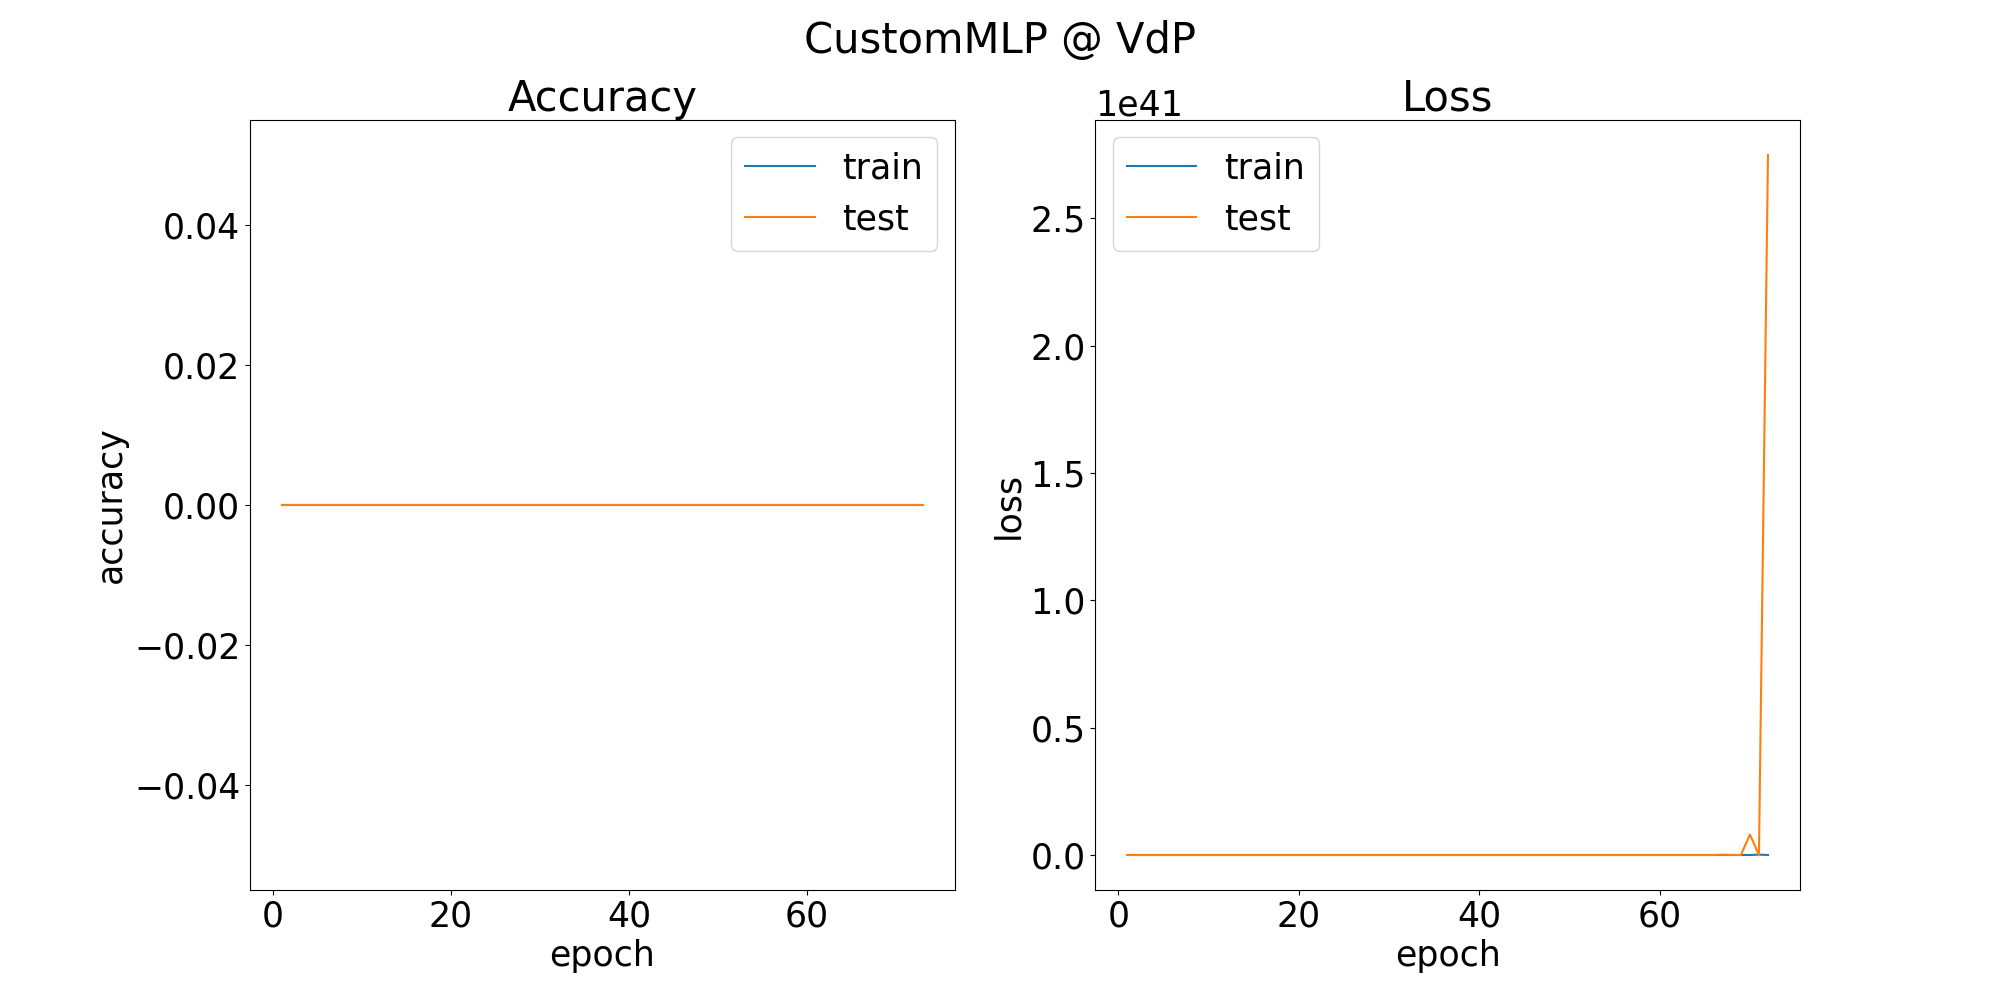 CustomMLP @ VdP
Accuracy
train
test
0.04
0.02
0.00
−0.02
−0.04
accuracy
0 20 40 60
epoch
Loss
1e41
train
test
2.5
2.0
1.5
1.0
0.5
0.0
loss
0 20 40 60
epoch